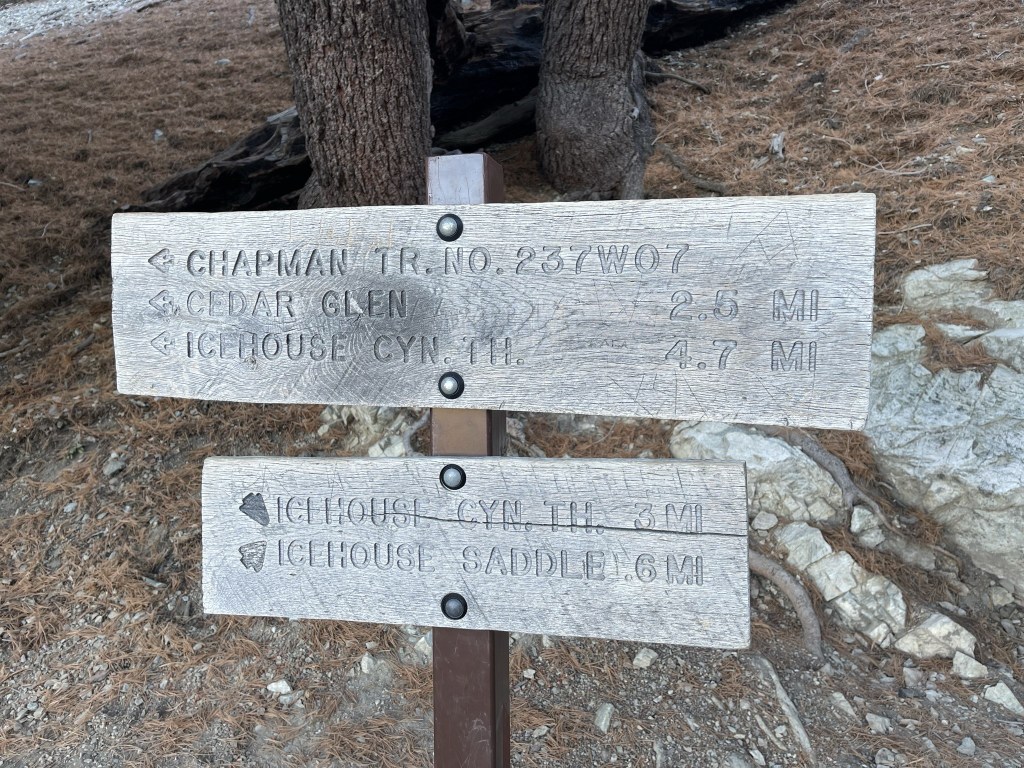 CHAPMAN TR. NO. 237W07
CEDAR GLEN 2.5 MI
ICEHOUSE CYN. TH. 4.7 MI
ICEHOUSE CYN. TH. 3 MI
ICEHOUSE SADDLE .6 MI